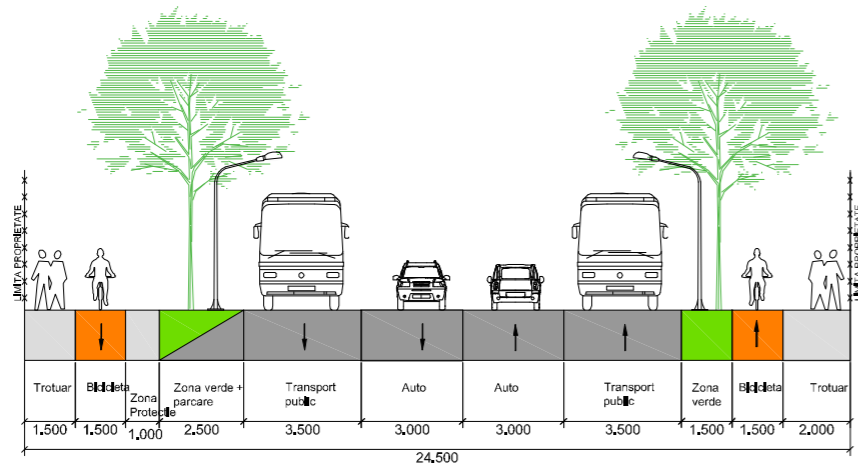 LIMITA PROPRIETATE
LIMITA PROPRIETATE
Trotuar
Bicicleta
Zona
Protectie
Zona verde +
parcare
Transport
public
Auto
Auto
Transport
public
Zona
verde
Bicicleta
Trotuar
1.500
1.500
1.000
2.500
3.500
3.000
3.000
3.500
1.500
1.500
2.000
24.500